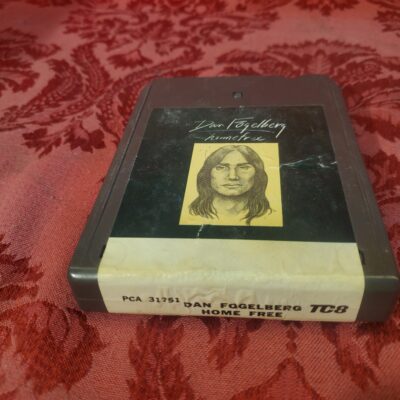 Dan Fogelberg
Home Free
PCA 31751 DAN FOGELBERG TC8
HOME FREE